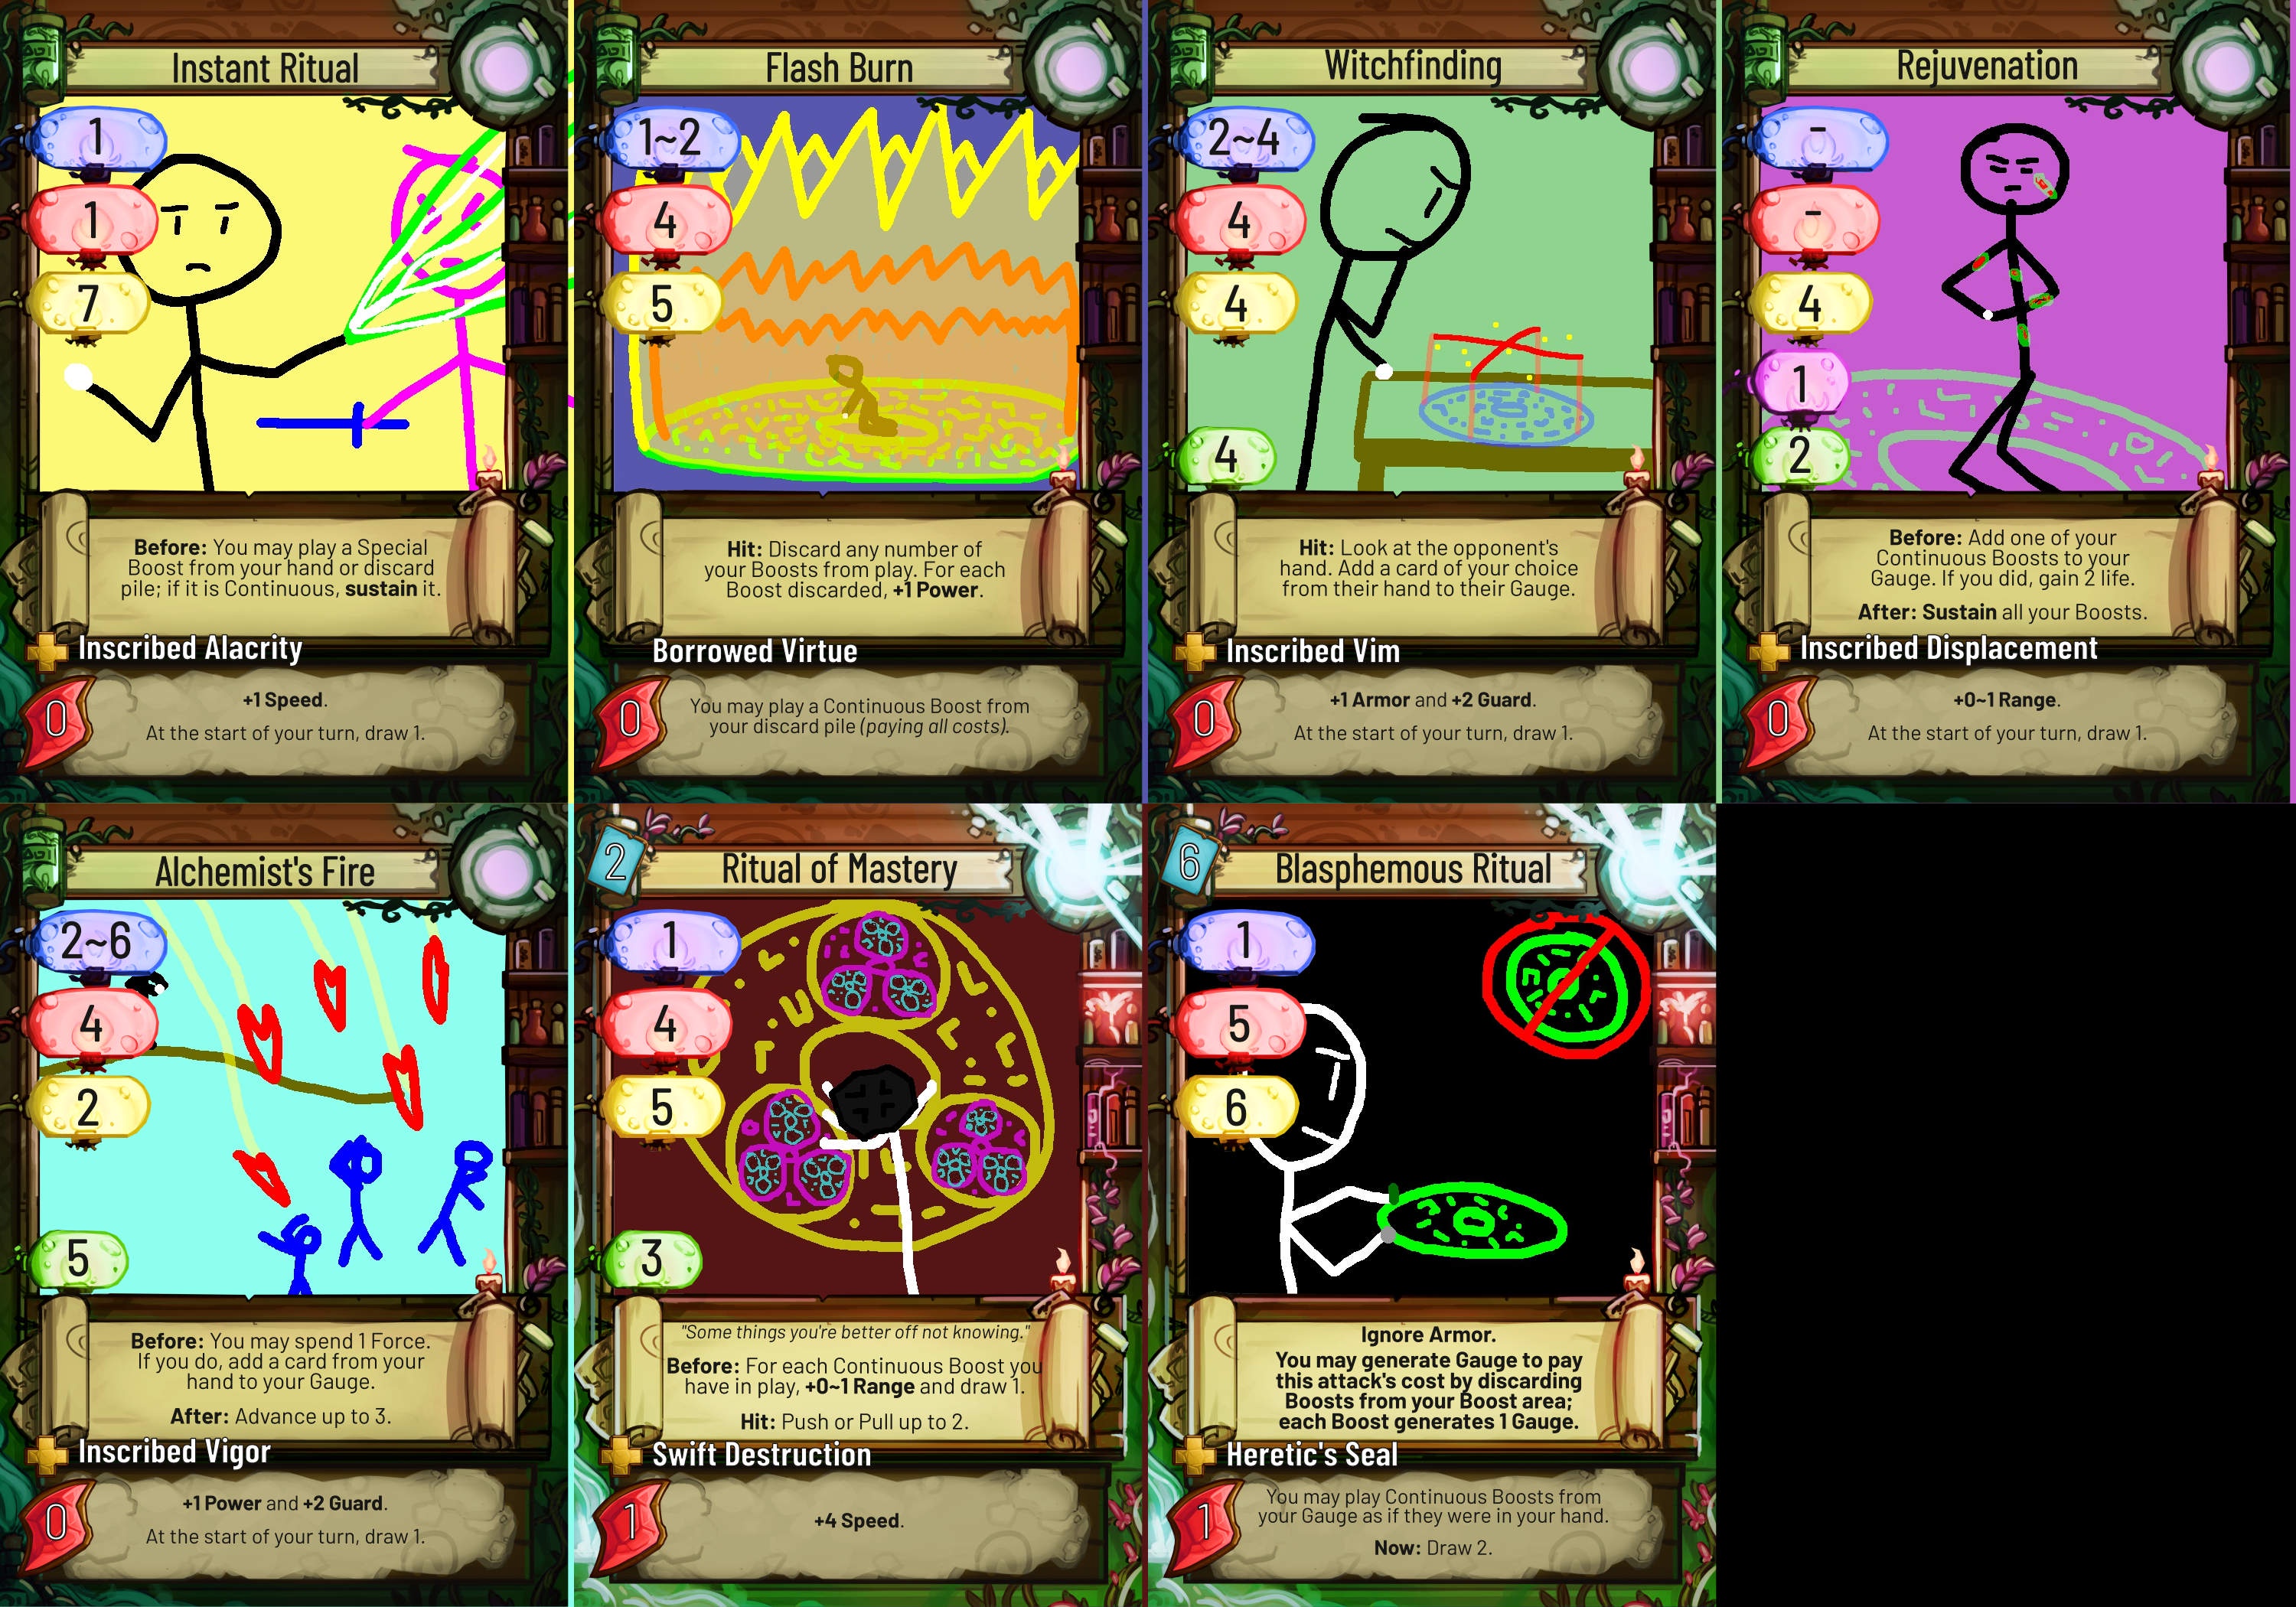 Instant Ritual
1
1
7
Before: You may play a Special
Boost from your hand or discard
pile; if it is Continuous, sustain it.
Inscribed Alacrity
0
+1 Speed.
At the start of your turn, draw 1.
Flash Burn
1~2
4
5
Hit: Discard any number of
your Boosts from play. For each
Boost discarded, +1 Power.
Borrowed Virtue
0
You may play a Continuous Boost from
your discard pile (paying all costs).
Witchfinding
2~4
4
4
4
Hit: Look at the opponent's
hand. Add a card of your choice
from their hand to their Gauge.
Inscribed Vim
0
+1 Armor and +2 Guard.
At the start of your turn, draw 1.
Rejuvenation
-
-
4
1
2
Before: Add one of your
Continuous Boosts to your
Gauge. If you did, gain 2 life.
After: Sustain all your Boosts.
Inscribed Displacement
0
+0~1 Range.
At the start of your turn, draw 1.
Alchemist's Fire
2~6
4
2
5
Before: You may spend 1 Force.
If you do, add a card from your
hand to your Gauge.
After: Advance up to 3.
Inscribed Vigor
0
+1 Power and +2 Guard.
At the start of your turn, draw 1.
2
Ritual of Mastery
1
4
5
3
"Some things you're better off not knowing."
Before: For each Continuous Boost you
have in play, +0~1 Range and draw 1.
Hit: Push or Pull up to 2.
Swift Destruction
1
+4 Speed.
6
Blasphemous Ritual
1
5
6
Ignore Armor.
You may generate Gauge to pay
this attack's cost by discarding
Boosts from your Boost area;
each Boost generates 1 Gauge.
Heretic's Seal
1
You may play Continuous Boosts from
your Gauge as if they were in your hand.
Now: Draw 2.